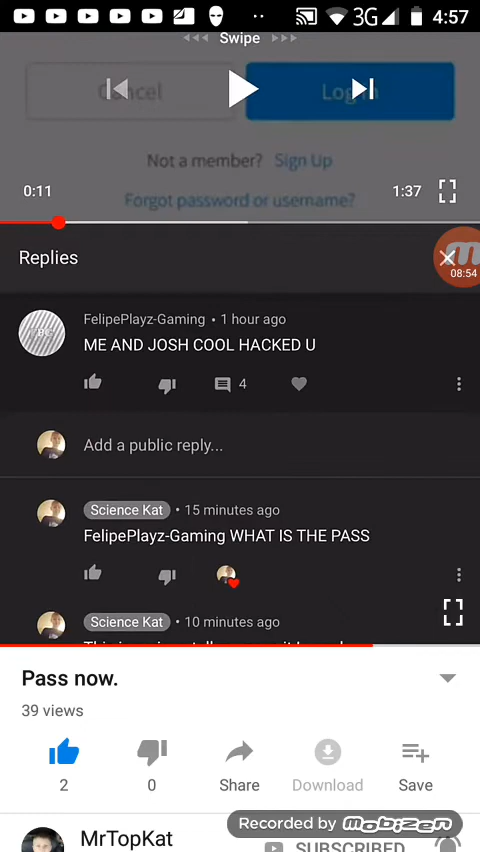 3G 4:57
Swipe
Cancel Log In
Not a member? Sign Up
0:11 1:37
Forgot password or username?
Replies
08:54
FelipePlayz-Gaming • 1 hour ago
ME AND JOSH COOL HACKED U
4
Add a public reply...
Science Kat • 15 minutes ago
FelipePlayz-Gaming WHAT IS THE PASS
Science Kat • 10 minutes ago
Pass now.
39 views
2 0 Share Download Save
Recorded by mobizen
MrTopKat
SUBSCRIBED